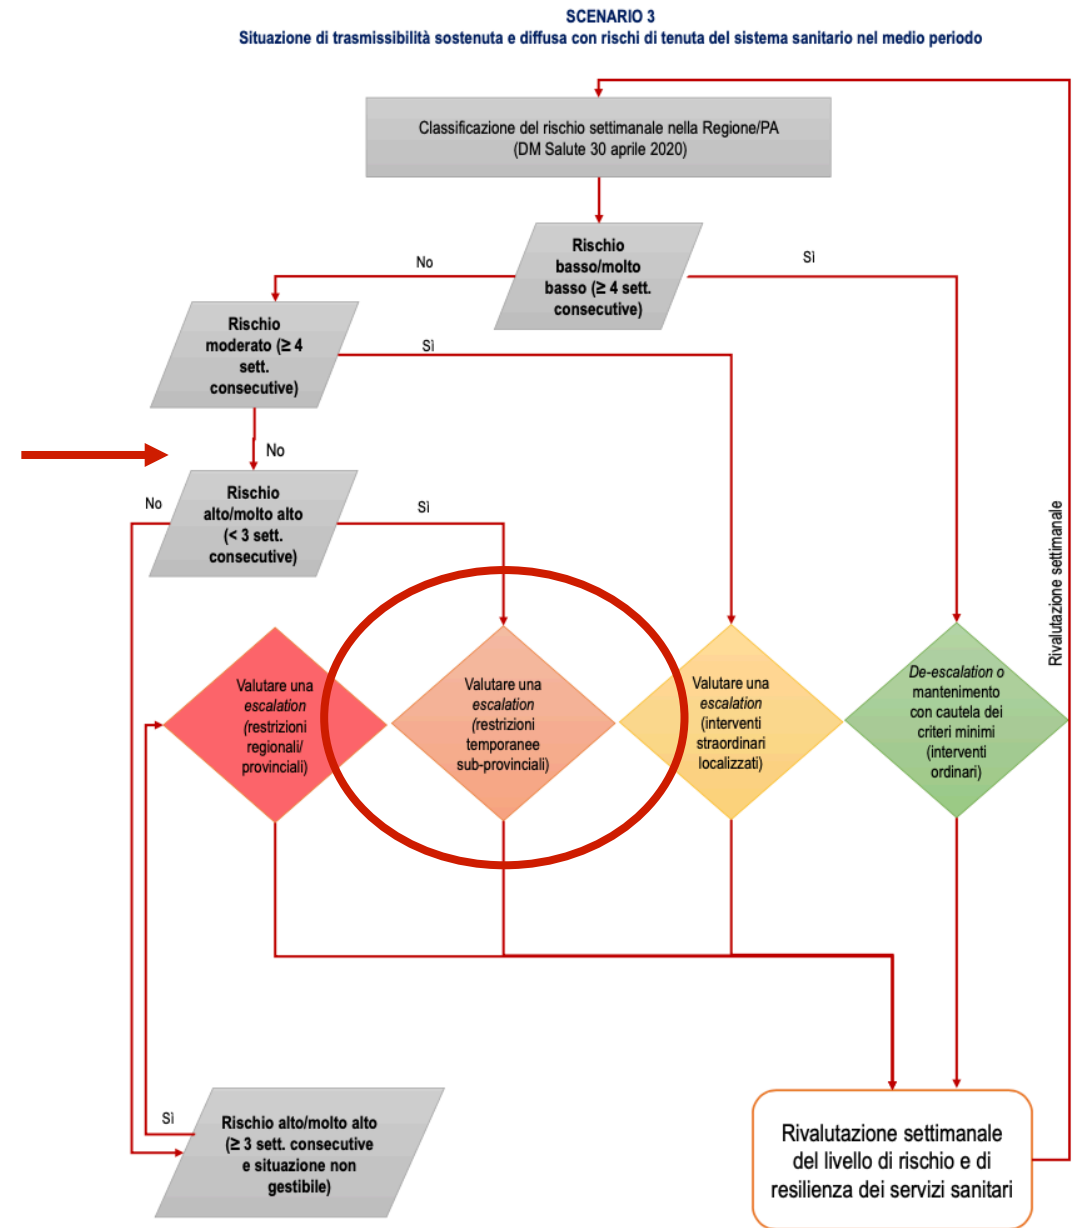 SCENARIO 3
Situazione di trasmissibilità sostenuta e diffusa con rischi di tenuta del sistema sanitario nel medio periodo
Classificazione del rischio settimanale nella Regione/PA
(DM Salute 30 aprile 2020)
Rischio
basso/molto
basso (≥ 4 sett.
consecutive)
No
Sì
Rischio
moderato (≥ 4
sett.
consecutive)
Sì
No
Rischio
alto/molto alto
(< 3 sett.
consecutive)
No
Sì
Rivalutazione settimanale
Valutare una
escalation
(restrizioni
regionali/
provinciali)
Valutare una
escalation
(restrizioni
temporanee
sub-provinciali)
Valutare una
escalation
(interventi
straordinari
localizzati)
De-escalation o
mantenimento
con cautela dei
criteri minimi
(interventi
ordinari)
Sì
Rischio alto/molto alto
(≥ 3 sett. consecutive
e situazione non
gestibile)
Rivalutazione settimanale
del livello di rischio e di
resilienza dei servizi sanitari